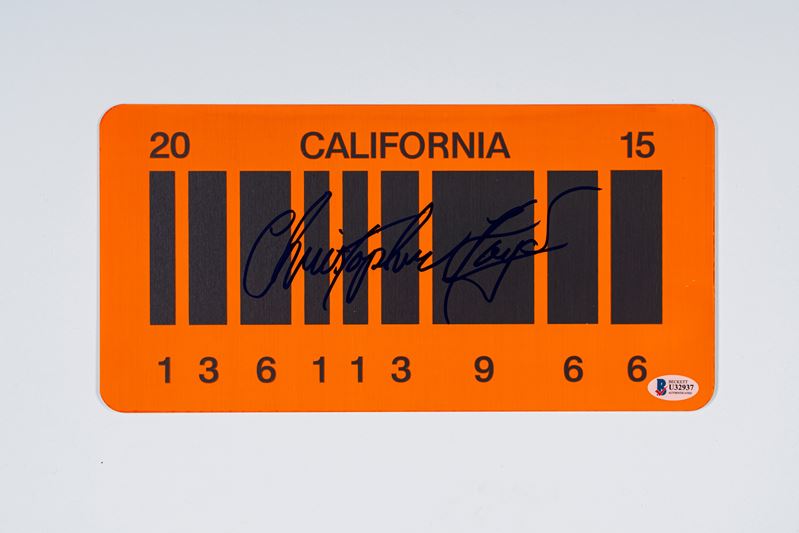 20 CALIFORNIA 15
Christopher Lloyd
1 3 6 1 1 3 9 6 6
BECKETT
U32937